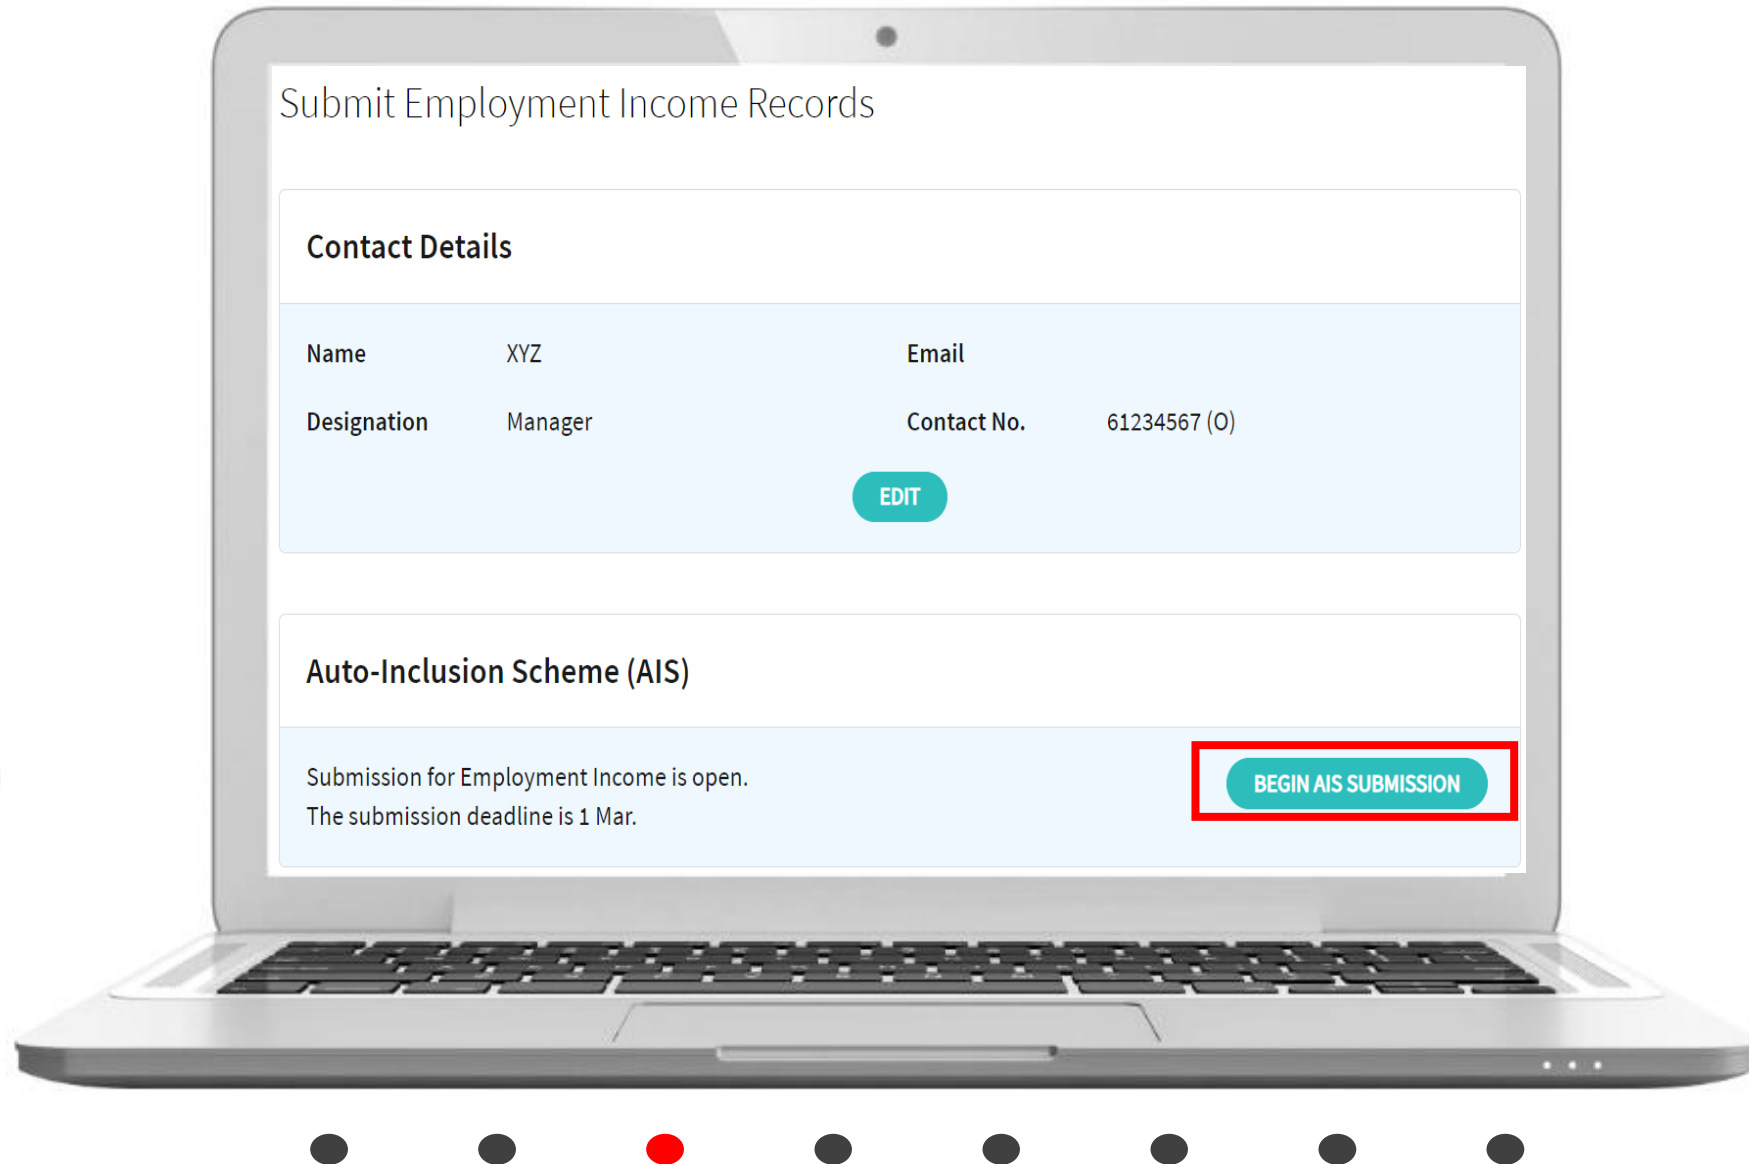 Submit Employment Income Records
Contact Details
Name XYZ Email
Designation Manager Contact No. 61234567 (O)
EDIT
Auto-Inclusion Scheme (AIS)
Submission for Employment Income is open.
BEGIN AIS SUBMISSION
The submission deadline is 1 Mar.